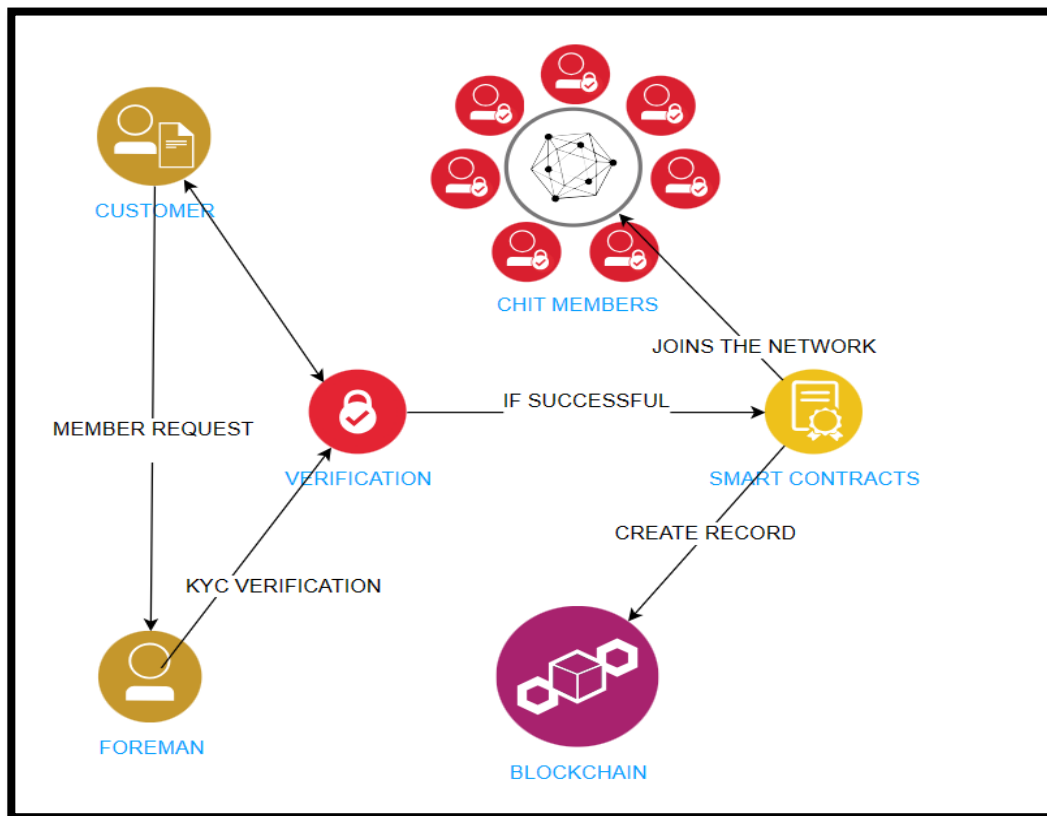 CUSTOMER
CHIT MEMBERS
JOINS THE NETWORK
IF SUCCESSFUL
MEMBER REQUEST
VERIFICATION
SMART CONTRACTS
CREATE RECORD
KYC VERIFICATION
FOREMAN
BLOCKCHAIN